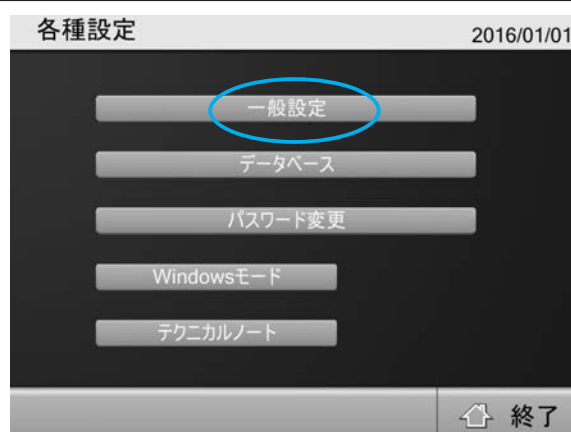 各種設定
2016/01/01
一般設定
データベース
パスワード変更
Windowsモード
テクニカルノート
終了